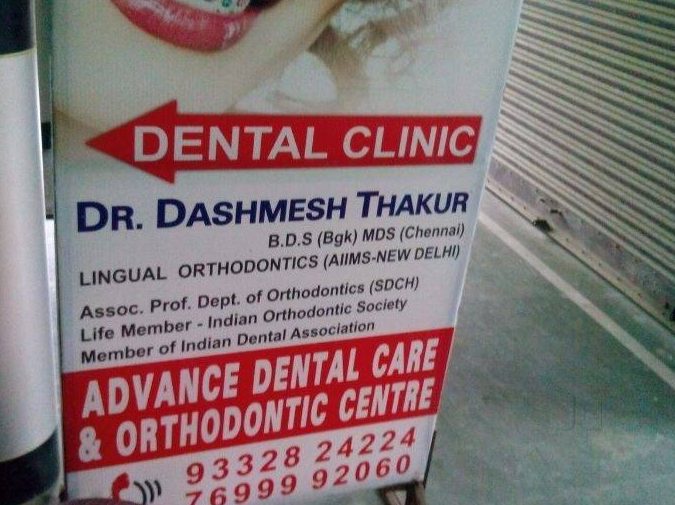 DENTAL CLINIC
DR. DASHMESH THAKUR
B.D.S (Bgk) MDS (Chennai)
LINGUAL ORTHODONTICS (AIIMS-NEW DELHI)
Assoc. Prof. Dept. of Orthodontics (SDCH)
Life Member - Indian Orthodontic Society
Member of Indian Dental Association
ADVANCE DENTAL CARE
& ORTHODONTIC CENTRE
93328 24224
76999 92060